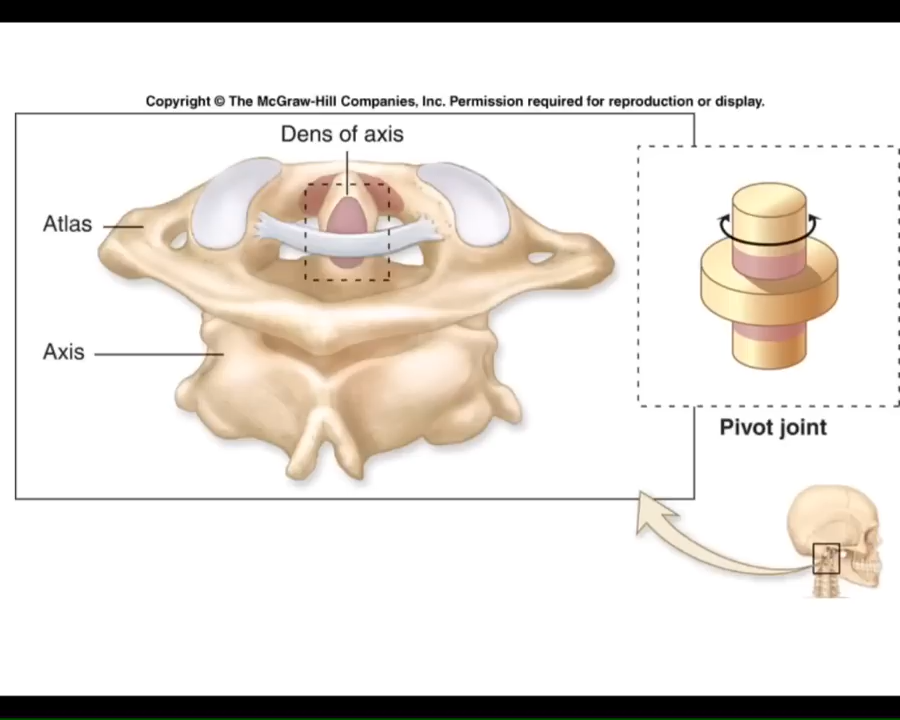 Copyright © The McGraw-Hill Companies, Inc. Permission required for reproduction or display.
Dens of axis
Atlas
Axis
Pivot joint